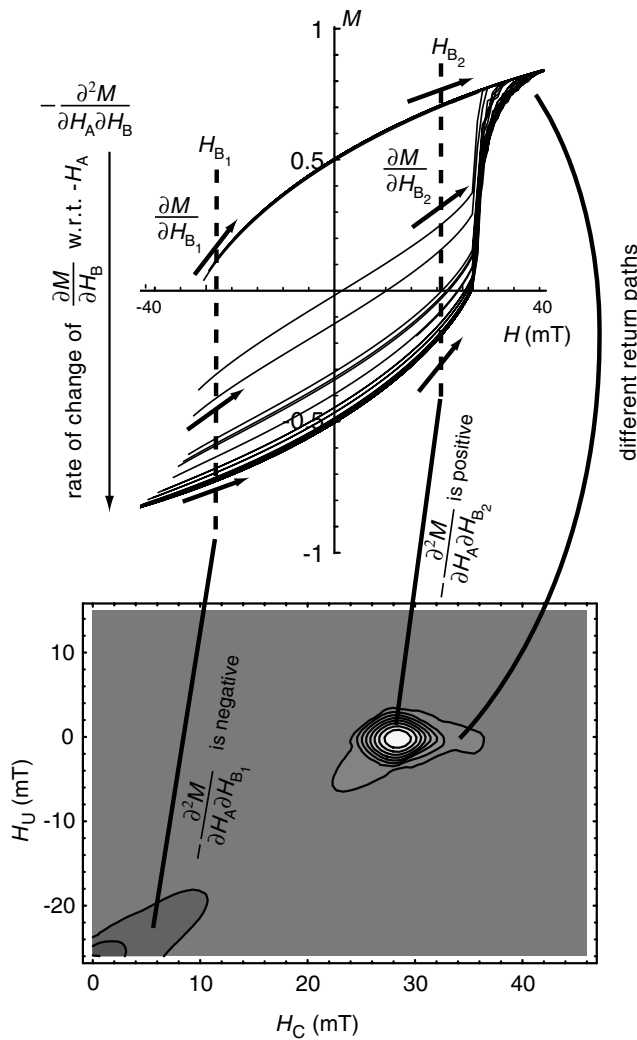 1
M
H_B₂
-∂²M/∂H_A∂H_B
H_B₁
0.5
∂M/∂H_B₂
∂M/∂H_B₁
rate of change of ∂M/∂H_B w.r.t. -H_A
-40
40
H (mT)
different return paths
-0.5
-1
-∂²M/∂H_A∂H_B₂ is positive
-∂²M/∂H_A∂H_B₁ is negative
10
0
-10
-20
H_U (mT)
0
10
20
30
40
H_C (mT)